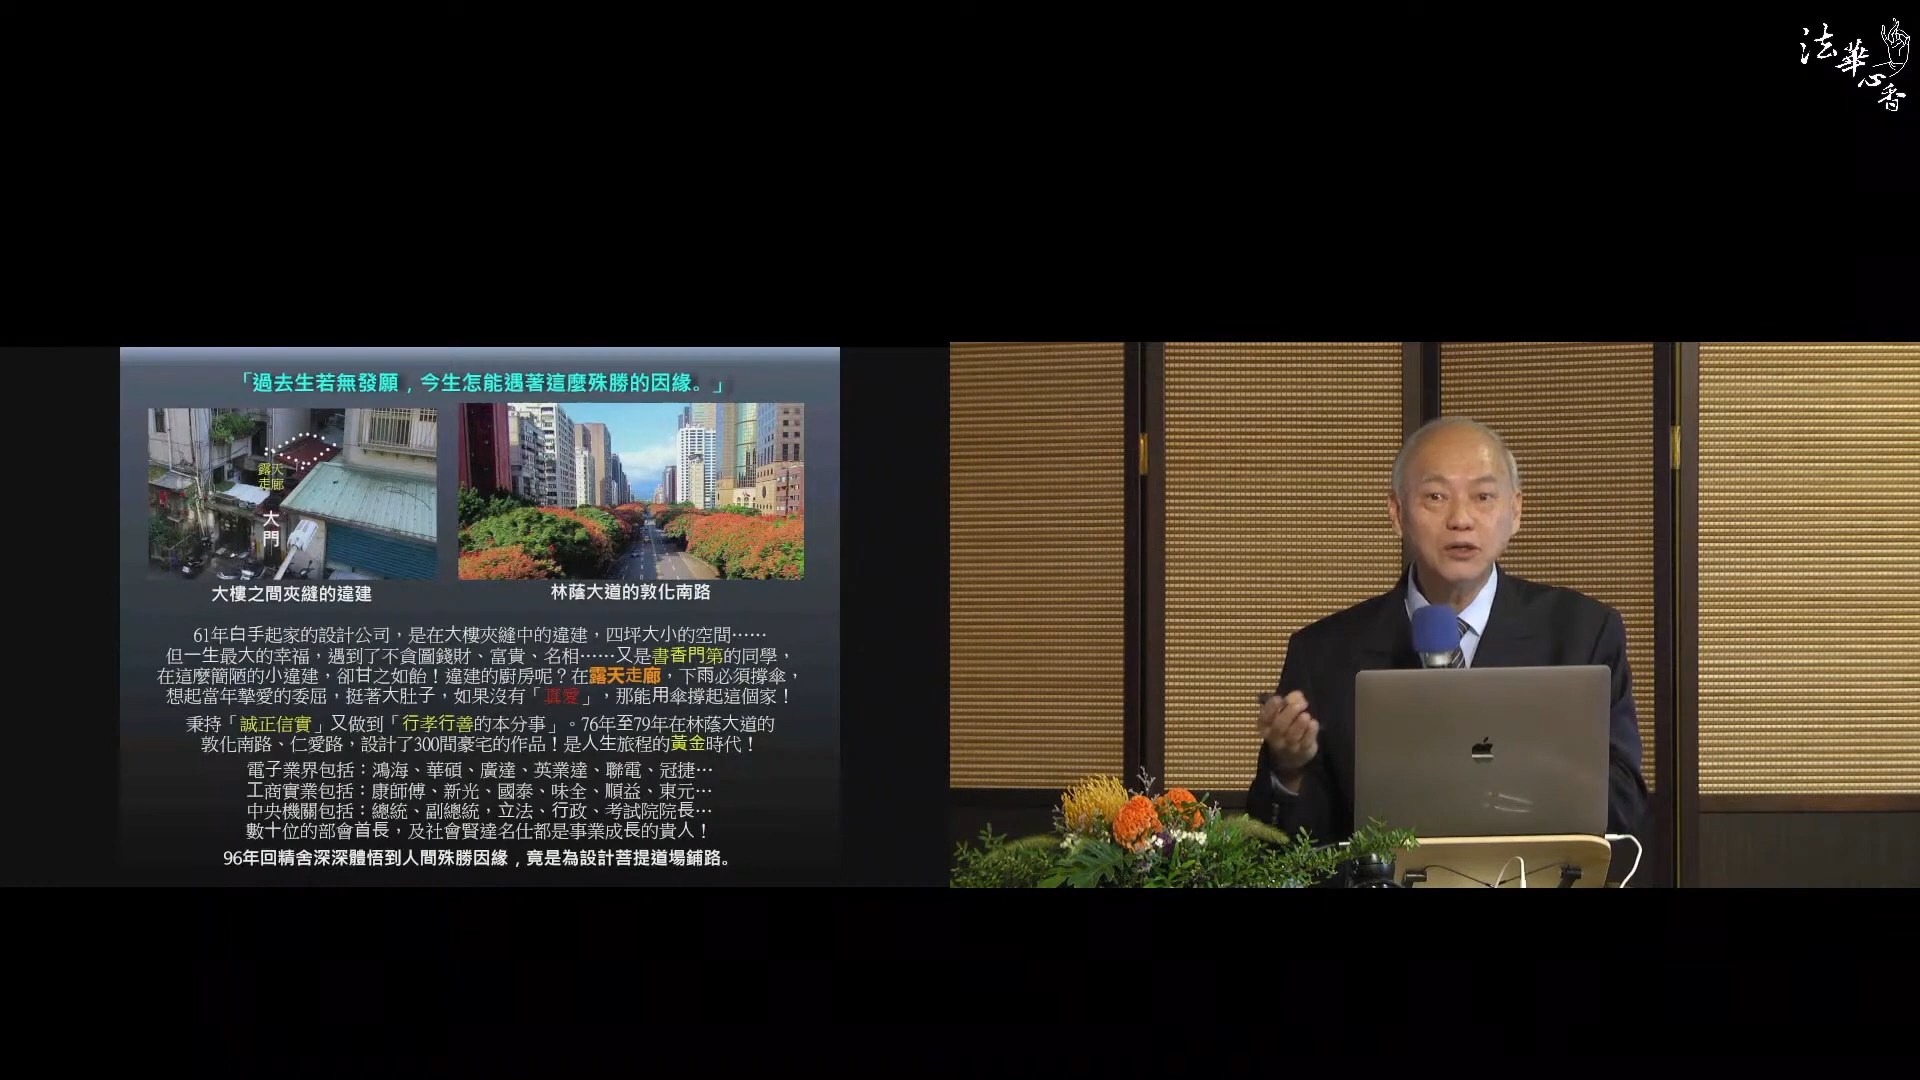 法華心香
「過去生若無發願，今生怎能遇著這麼殊勝的因緣。」
露天
走廊
大門
大樓之間夾縫的違建
林蔭大道的敦化南路
61年白手起家的設計公司，是在大樓夾縫中的違建，四坪大小的空間⋯⋯
但一生最大的幸福，遇到了不貪圖錢財、富貴、名相⋯⋯又是書香門第的同學，
在這麼簡陋的小違建，卻甘之如飴！違建的廚房呢？在露天走廊，下雨必須撐傘，
想起當年摯愛的委屈，挺著大肚子，如果沒有「真愛」，那能用傘撐起這個家！
秉持「誠正信實」又做到「行孝行善的本分事」。76年至79年在林蔭大道的
敦化南路、仁愛路，設計了300間豪宅的作品！是人生旅程的黃金時代！
電子業界包括：鴻海、華碩、廣達、英業達、聯電、冠捷⋯
工商實業包括：康師傅、新光、國泰、味全、順益、東元⋯
中央機關包括：總統、副總統，立法、行政、考試院院長⋯
數十位的部會首長，及社會賢達名仕都是事業成長的貴人！
96年回精舍深深體悟到人間殊勝因緣，竟是為設計菩提道場鋪路。